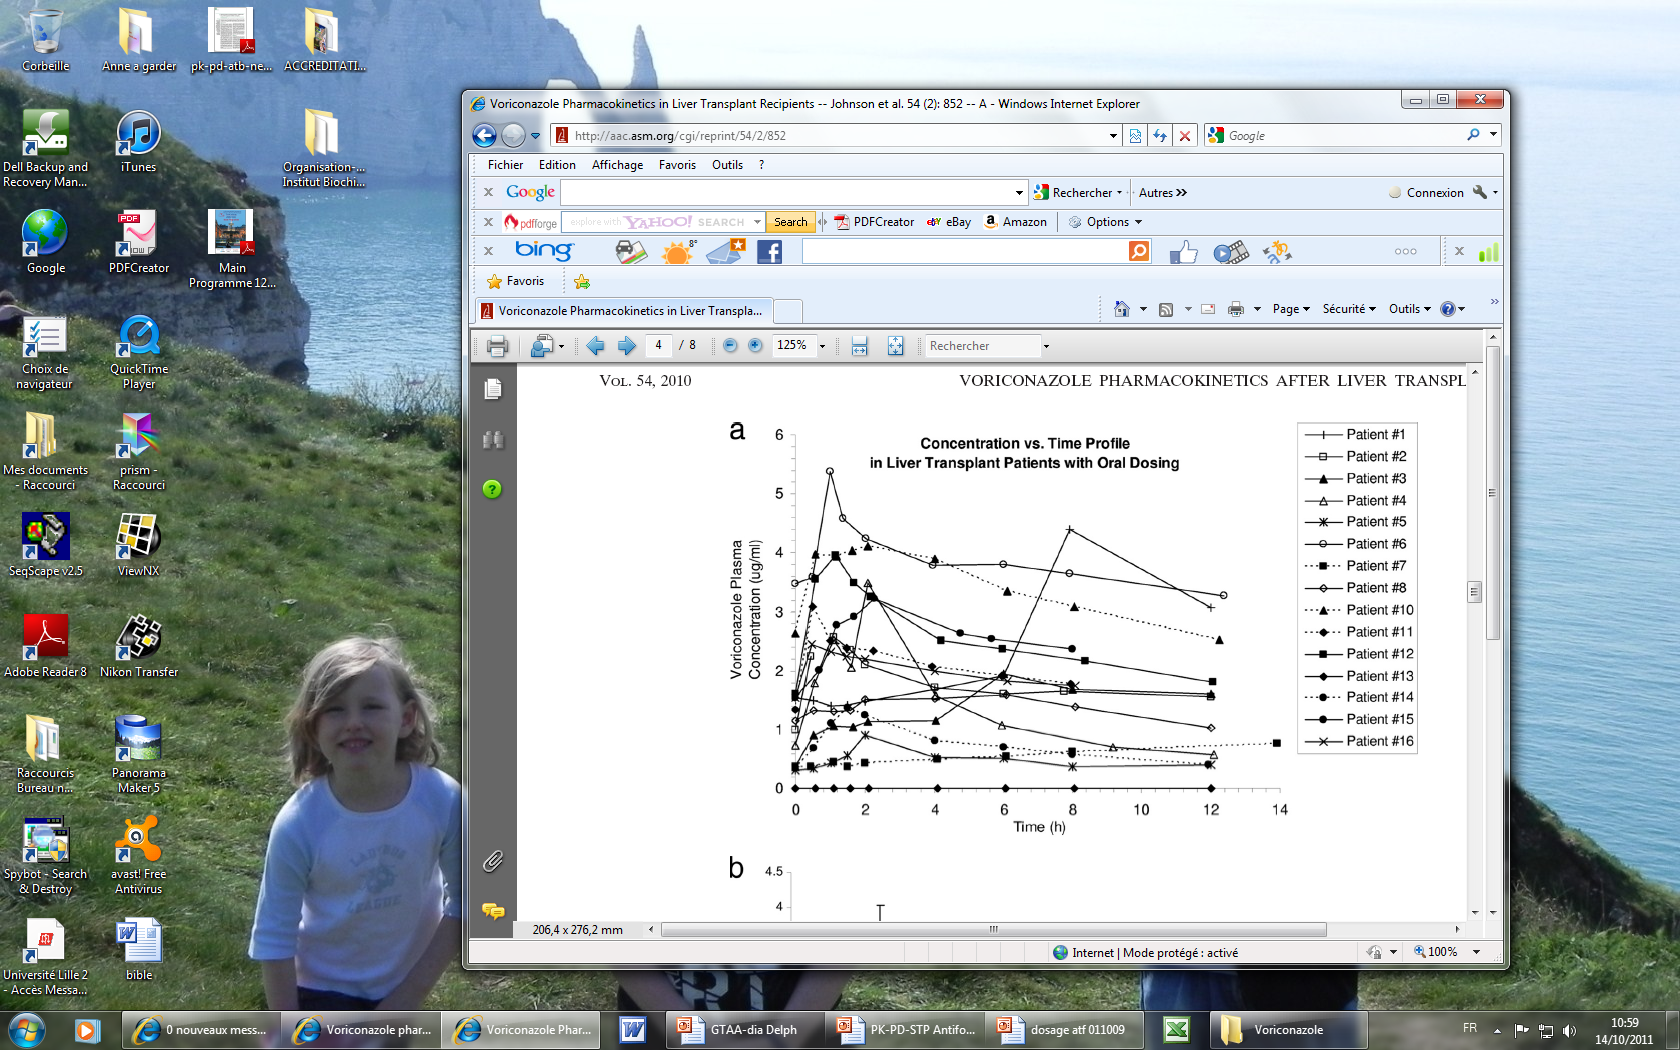 Corbeille
Anne a garder
pk-pd-atb-ne...
ACCREDITATI...
Dell Backup and
Recovery Man...
iTunes
Organisation-...
Institut Biochi...
Google
PDFCreator
Main
Programme 12...
Choix de
navigateur
QuickTime
Player
Mes documents
- Raccourci
prism -
Raccourci
SeqScape v2.5
ViewNX
Adobe Reader 8
Nikon Transfer
Raccourcis
Bureau n...
Panorama
Maker 5
Spybot - Search
& Destroy
avast! Free
Antivirus
Université Lille 2
- Accès Messa...
bible
Voriconazole Pharmacokinetics in Liver Transplant Recipients -- Johnson et al. 54 (2): 852 -- A - Windows Internet Explorer
http://aac.asm.org/cgi/reprint/54/2/852
Google
Fichier Edition Affichage Favoris Outils ?
x Google Rechercher Autres Connexion
x pdfforge explore with YAHOO! SEARCH Search PDFCreator eBay Amazon Options
x bing 8° x
Favoris
Voriconazole Pharmacokinetics in Liver Transpla...
Page Sécurité Outils
4 / 8 125% Rechercher
VOL. 54, 2010
VORICONAZOLE PHARMACOKINETICS AFTER LIVER TRANSPL
a
Concentration vs. Time Profile
in Liver Transplant Patients with Oral Dosing
Voriconazole Plasma
Concentration (ug/ml)
6
5
4
3
2
1
0
0 2 4 6 8 10 12 14
Time (h)
Patient #1
Patient #2
Patient #3
Patient #4
Patient #5
Patient #6
Patient #7
Patient #8
Patient #10
Patient #11
Patient #12
Patient #13
Patient #14
Patient #15
Patient #16
b
4.5
4
206,4 x 276,2 mm
Internet | Mode protégé : activé
100%
0 nouveaux mess...
Voriconazole phar...
Voriconazole Phar...
GTAA-dia Delph
PK-PD-STP Antifo...
dosage atf 011009
Voriconazole
FR
10:59
14/10/2011